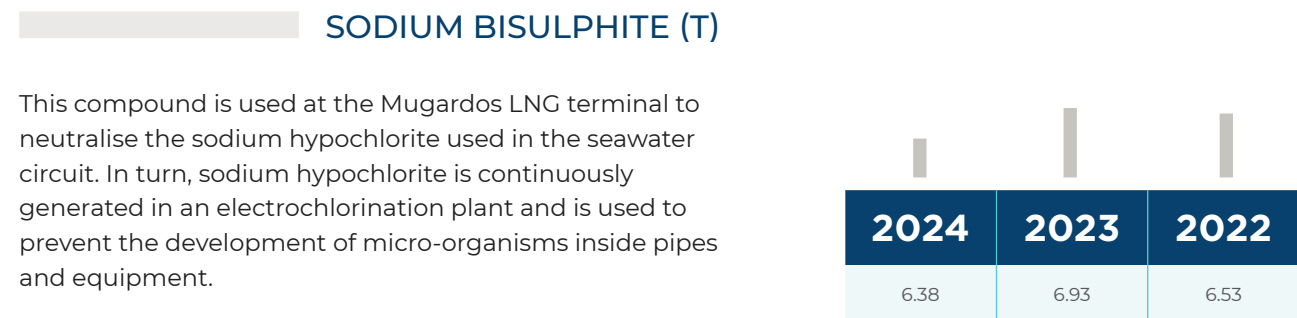 SODIUM BISULPHITE (T)
This compound is used at the Mugardos LNG terminal to
neutralise the sodium hypochlorite used in the seawater
circuit. In turn, sodium hypochlorite is continuously
generated in an electrochlorination plant and is used to
prevent the development of micro-organisms inside pipes
and equipment.
2024 2023 2022
6.38 6.93 6.53